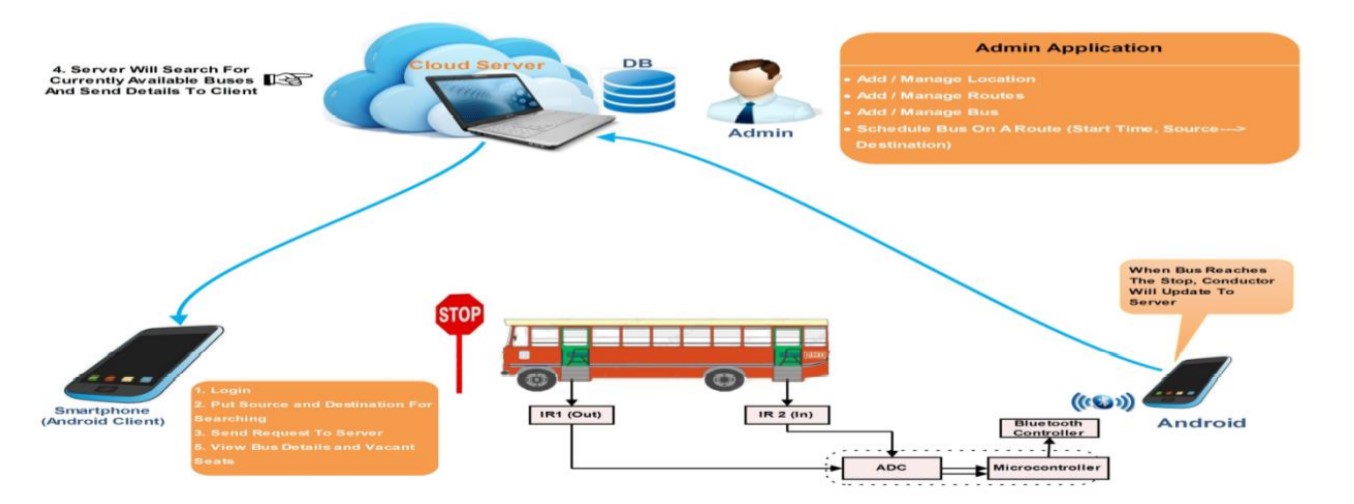 4. Server Will Search For
Currently Available Buses
And Send Details To Client
Cloud Server
DB
Admin
Admin Application
• Add / Manage Location
• Add / Manage Routes
• Add / Manage Bus
• Schedule Bus On A Route (Start Time, Source--->
Destination)
When Bus Reaches
The Stop, Conductor
Will Update To
Server
STOP
Smartphone
(Android Client)
1. Login
2. Put Source and Destination For
Searching
3. Send Request To Server
5. View Bus Details and Vacant
Seats
IR1 (Out)
IR 2 (In)
Bluetooth
Controller
Android
ADC
Microcontroller